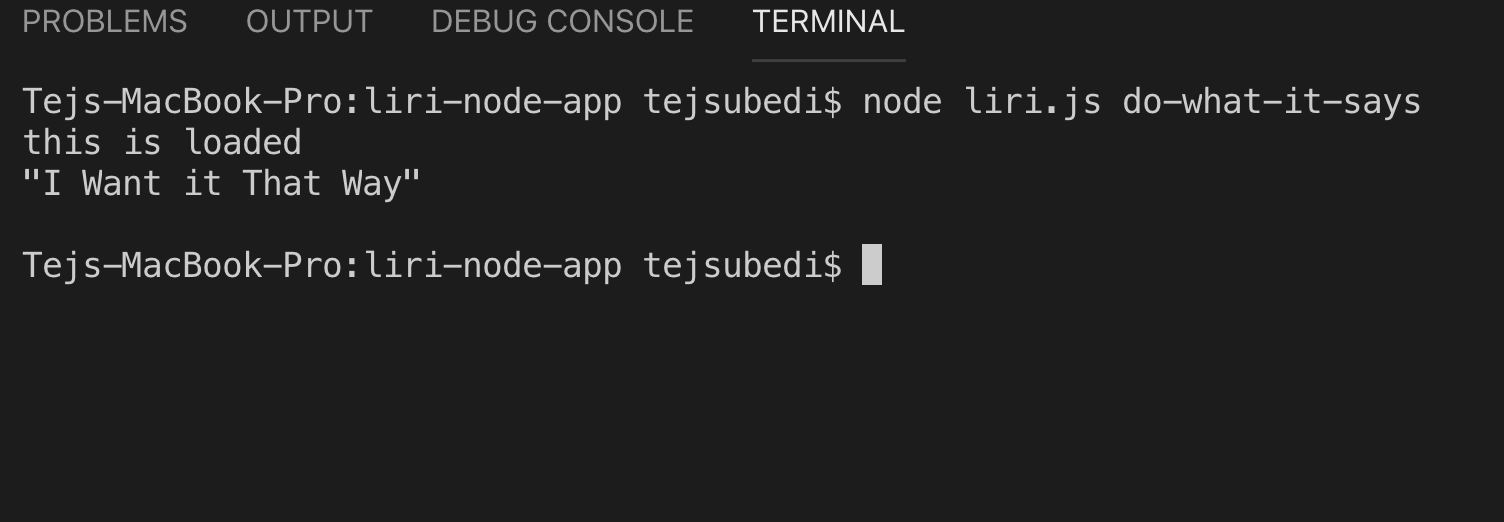 PROBLEMS OUTPUT DEBUG CONSOLE TERMINAL
Tejs-MacBook-Pro:liri-node-app tejsubedi$ node liri.js do-what-it-says
this is loaded
"I Want it That Way"
Tejs-MacBook-Pro:liri-node-app tejsubedi$